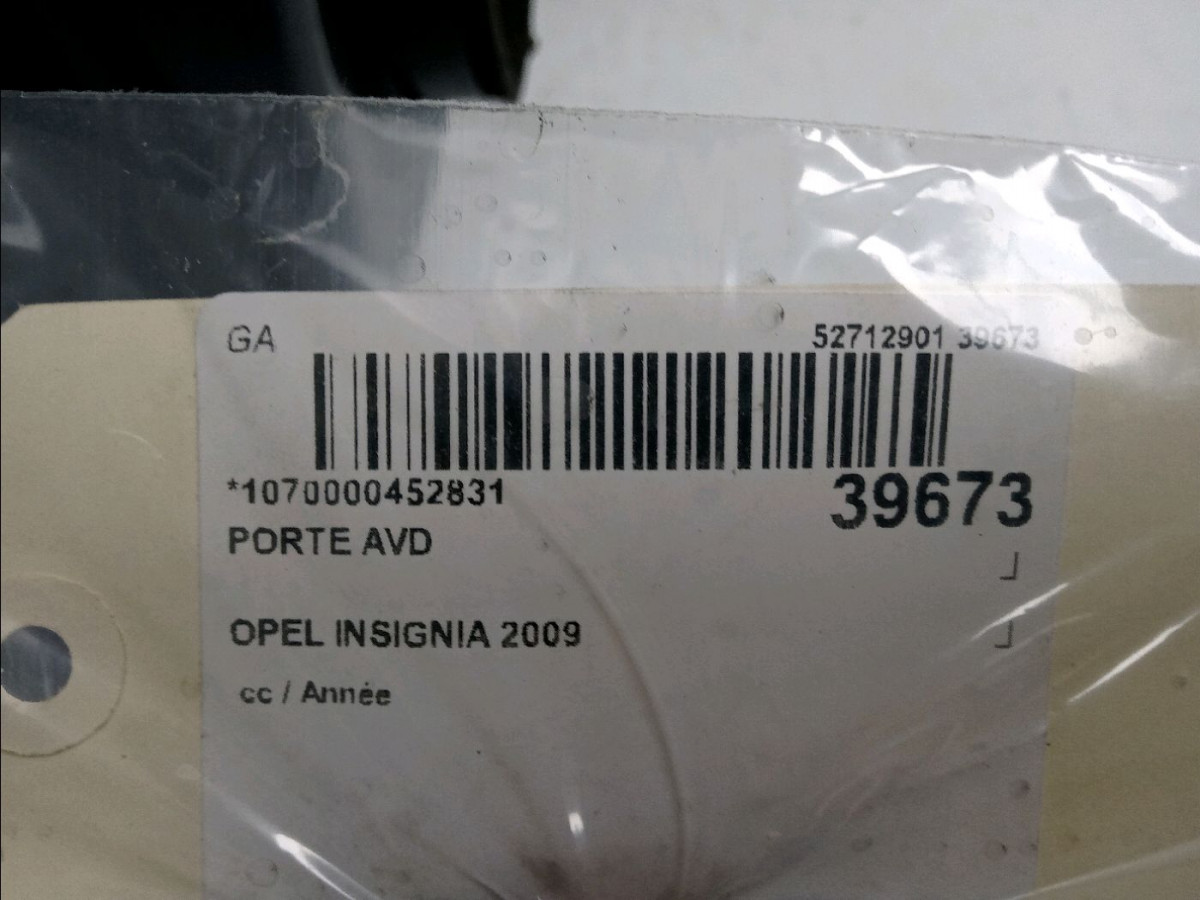 GA 52712901 39673
*1070000452831 39673
PORTE AVD
OPEL INSIGNIA 2009
cc / Année